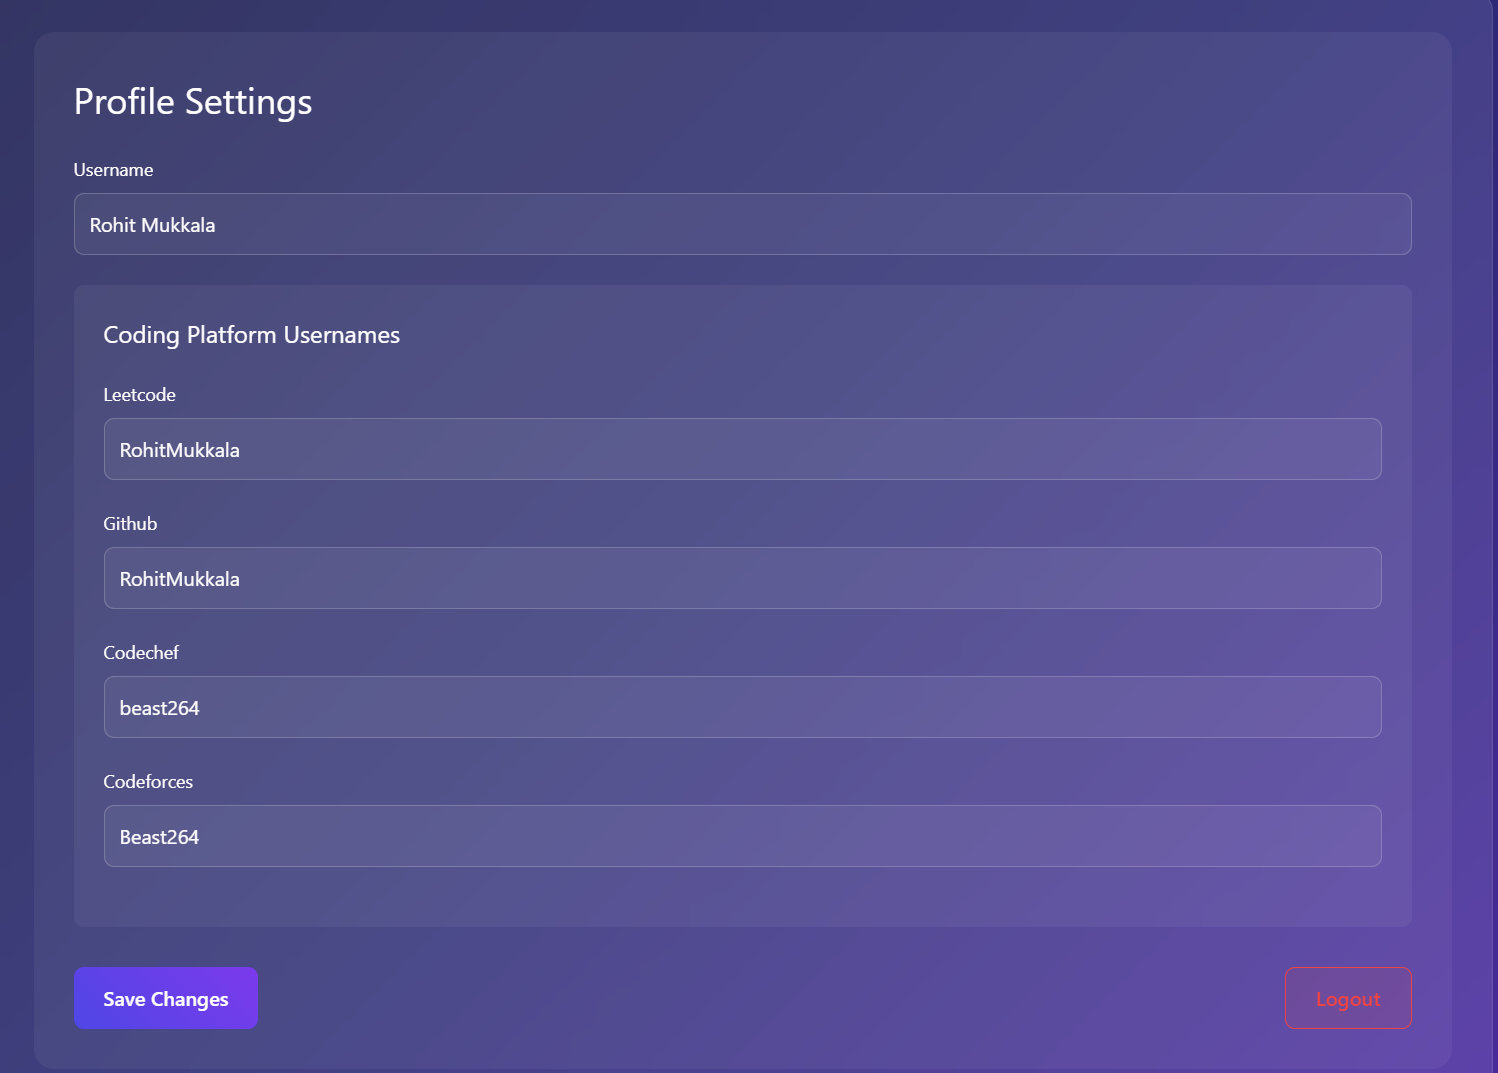 Profile Settings
Username
Rohit Mukkala
Coding Platform Usernames
Leetcode
RohitMukkala
Github
RohitMukkala
Codechef
beast264
Codeforces
Beast264
Save Changes
Logout